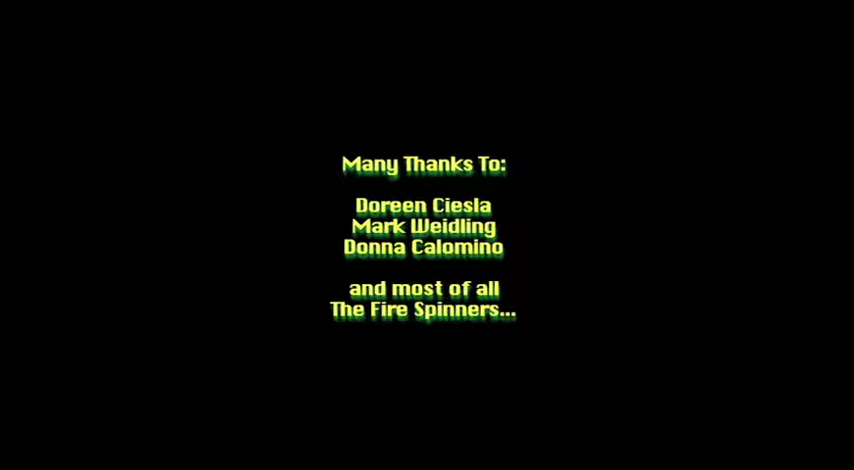 Many Thanks To:
Doreen Ciesla
Mark Weidling
Donna Calomino
and most of all
The Fire Spinners...